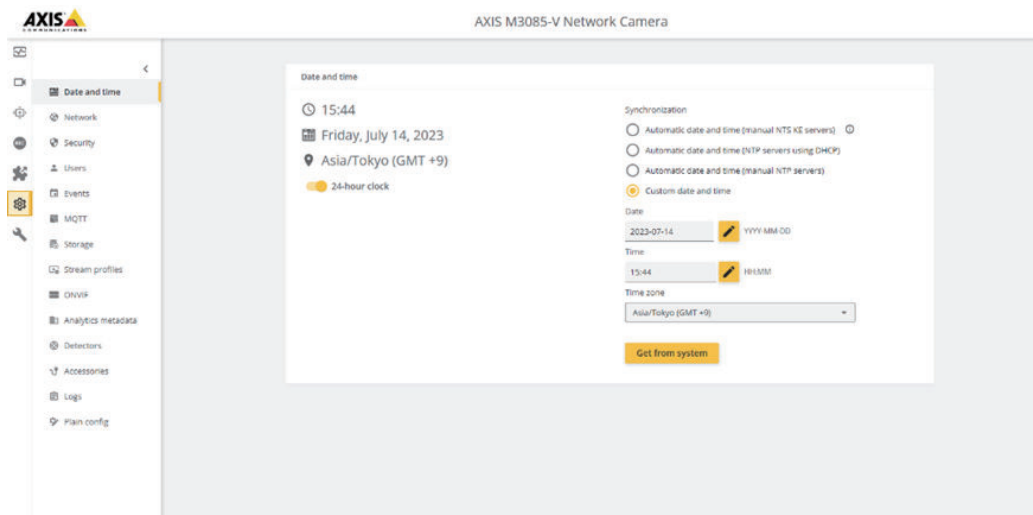 AXIS
COMMUNICATIONS
AXIS M3085-V Network Camera
Date and time
Network
Security
Users
Events
MQTT
Storage
Stream profiles
ONVIF
Analytics metadata
Detectors
Accessories
Logs
Plain config
Date and time
15:44
Friday, July 14, 2023
Asia/Tokyo (GMT +9)
24-hour clock
Synchronization
Automatic date and time (manual NTS KE servers)
Automatic date and time (NTP servers using DHCP)
Automatic date and time (manual NTP servers)
Custom date and time
Date
2023-07-14 YYYY-MM-DD
Time
15:44 HH:MM
Time zone
Asia/Tokyo (GMT +9)
Get from system